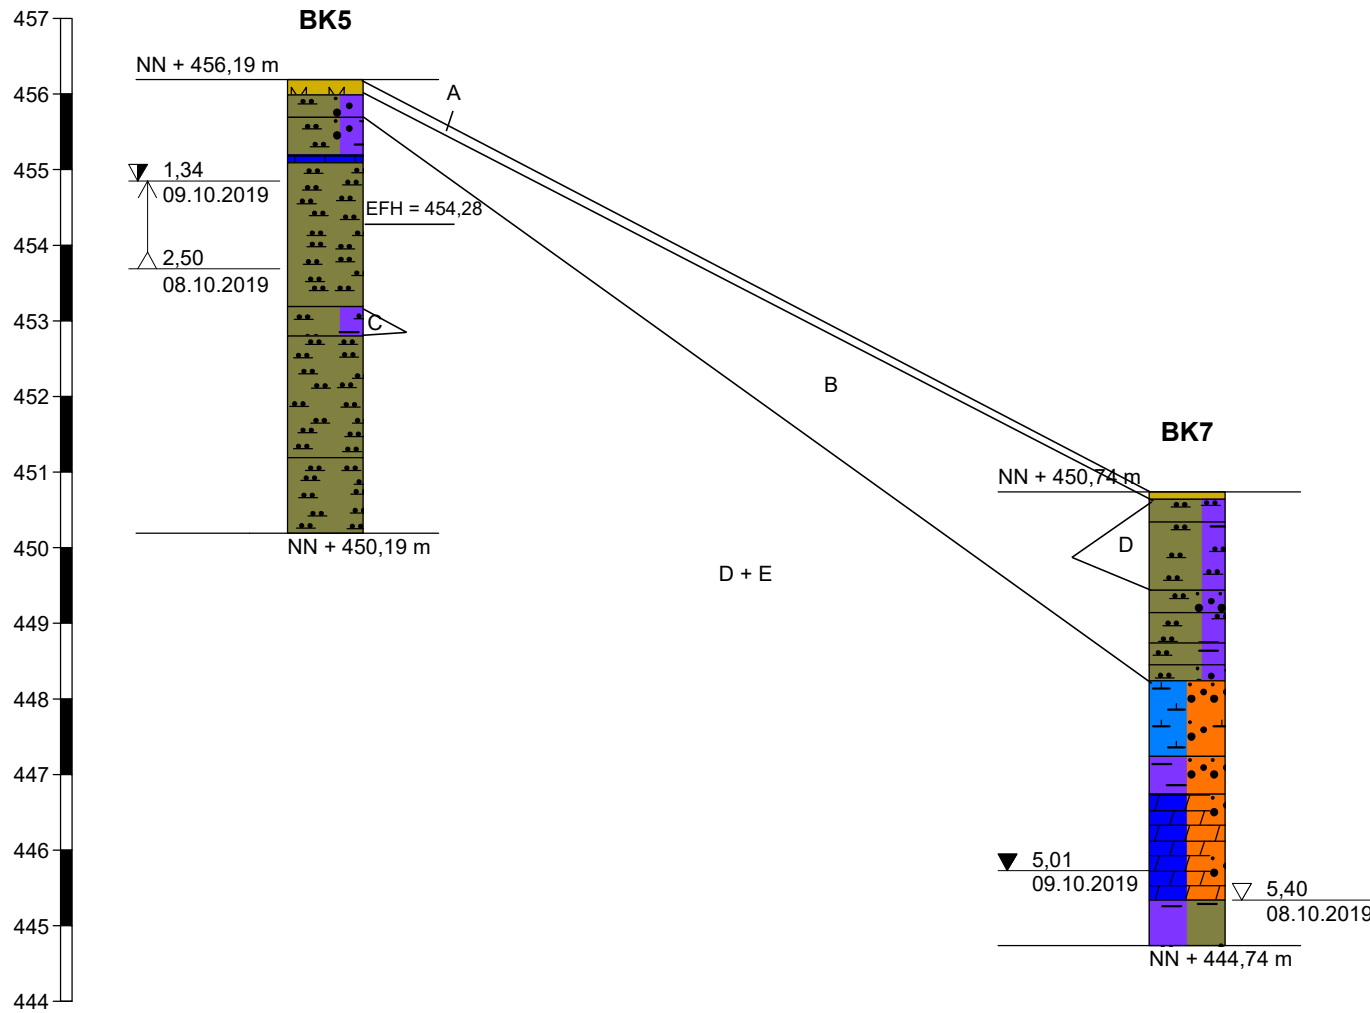 457
BK5
NN + 456,19 m
A
456
455
1,34
09.10.2019
EFH = 454,28
454
2,50
08.10.2019
453
C
452
B
BK7
451
NN + 450,74 m
450
NN + 450,19 m
D
D + E
449
448
447
446
5,01
09.10.2019
5,40
08.10.2019
445
NN + 444,74 m
444